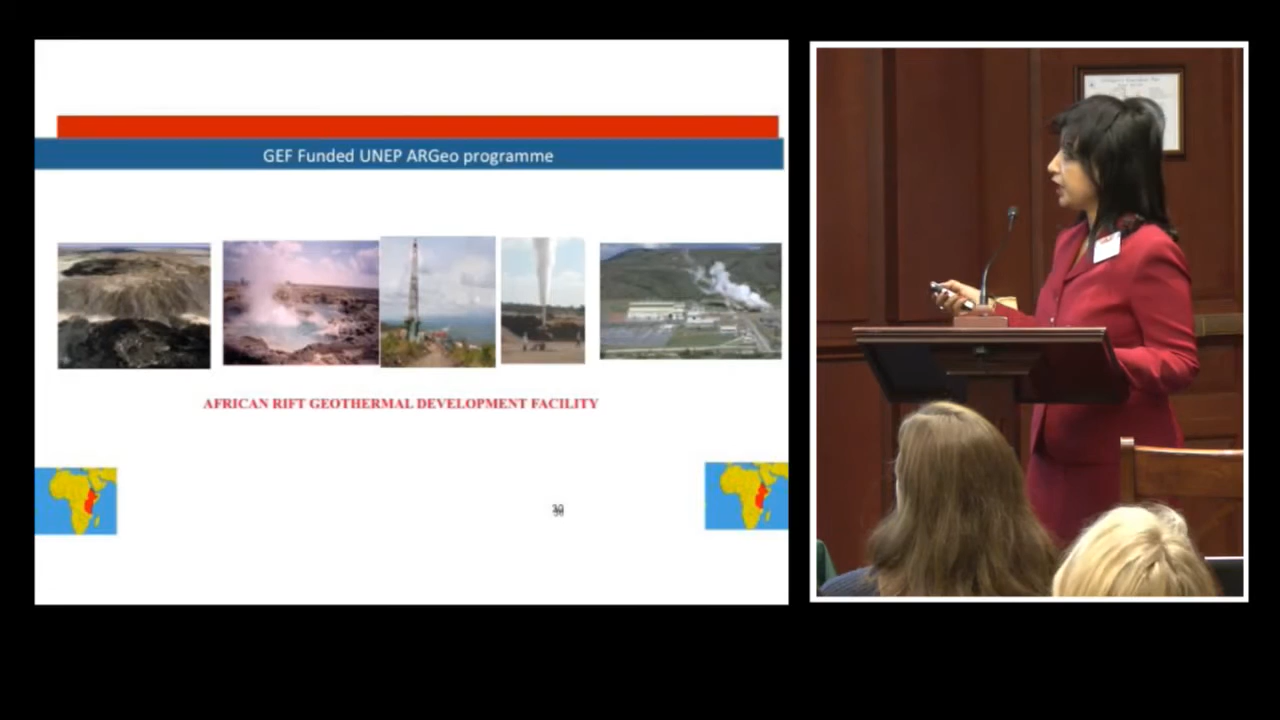 GEF Funded UNEP ARGeo programme
AFRICAN RIFT GEOTHERMAL DEVELOPMENT FACILITY